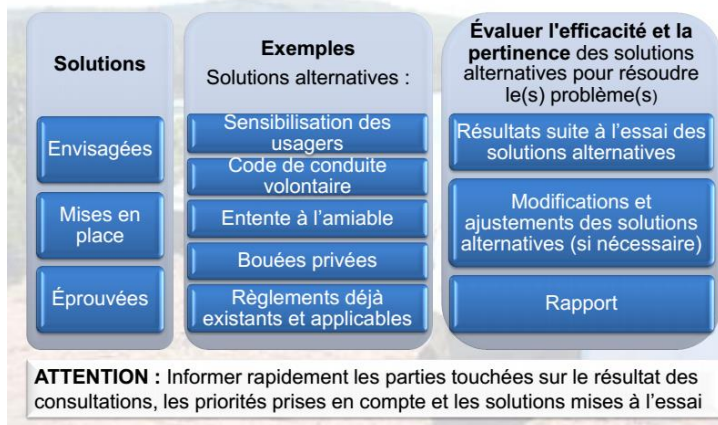 Solutions
Envisagées
Mises en
place
Éprouvées
Exemples
Solutions alternatives :
Sensibilisation des
usagers
Code de conduite
volontaire
Entente à l’amiable
Bouées privées
Règlements déjà
existants et applicables
Évaluer l'efficacité et la
pertinence des solutions
alternatives pour résoudre
le(s) problème(s)
Résultats suite à l’essai des
solutions alternatives
Modifications et
ajustements des solutions
alternatives (si nécessaire)
Rapport
ATTENTION : Informer rapidement les parties touchées sur le résultat des
consultations, les priorités prises en compte et les solutions mises à l’essai